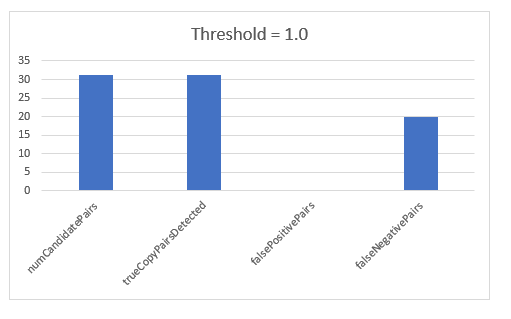 Threshold = 1.0
35
30
25
20
15
10
5
0
numCandidatePairs
trueCopyPairsDetected
falsePositivePairs
falseNegativePairs